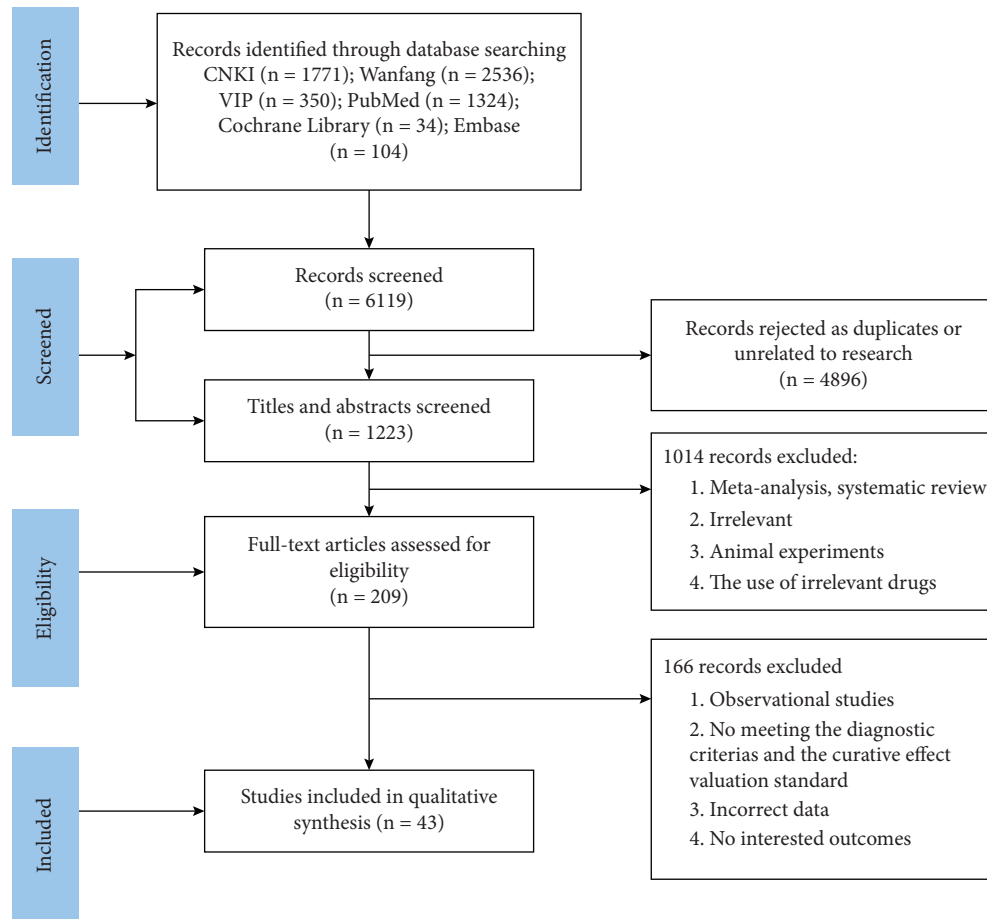 Identification
Records identified through database searching
CNKI (n = 1771); Wanfang (n = 2536);
VIP (n = 350); PubMed (n = 1324);
Cochrane Library (n = 34); Embase
(n = 104)
Screened
Records screened
(n = 6119)
Records rejected as duplicates or
unrelated to research
(n = 4896)
Titles and abstracts screened
(n = 1223)
1014 records excluded:
1. Meta-analysis, systematic review
2. Irrelevant
3. Animal experiments
4. The use of irrelevant drugs
Eligibility
Full-text articles assessed for
eligibility
(n = 209)
166 records excluded
1. Observational studies
2. No meeting the diagnostic
criterias and the curative effect
valuation standard
3. Incorrect data
4. No interested outcomes
Included
Studies included in qualitative
synthesis (n = 43)